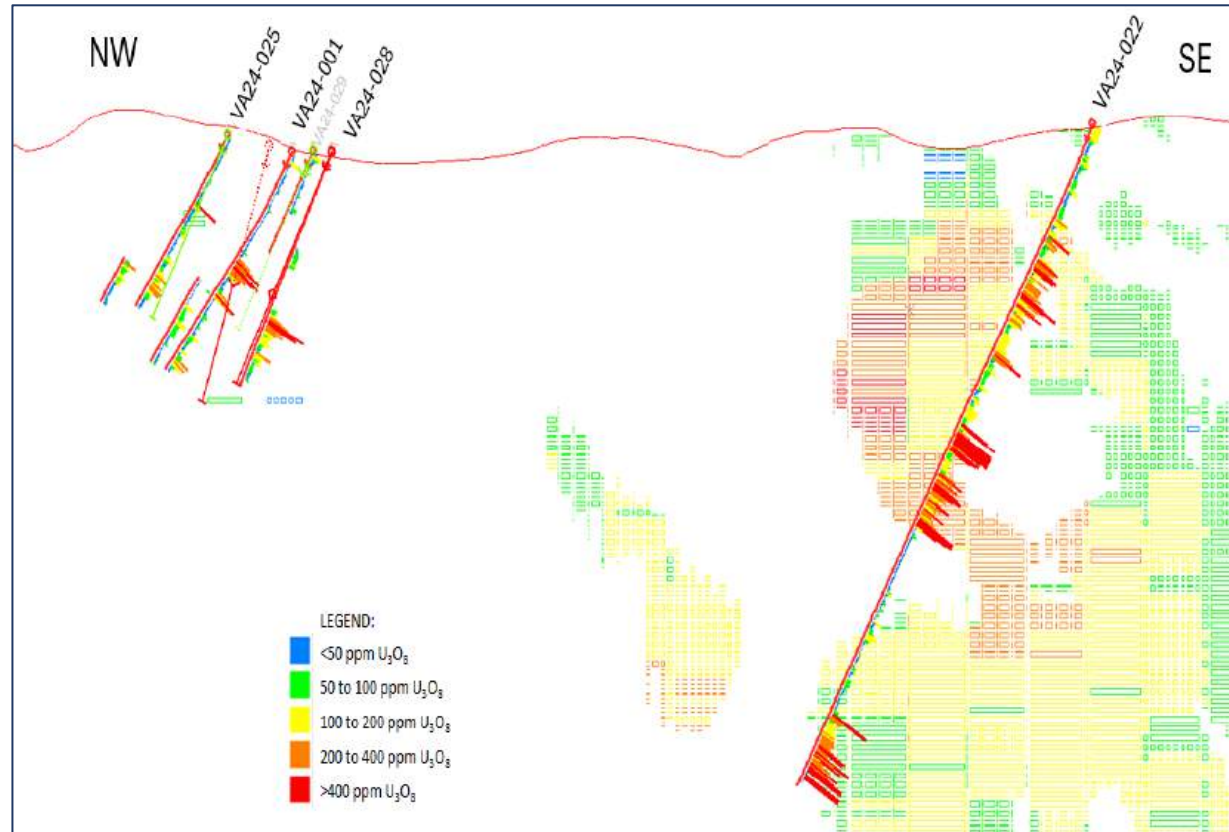 NW
VA24-025
VA24-001
VA24-029
VA24-028
VA24-022
SE
LEGEND:
<50 ppm U₃O₈
50 to 100 ppm U₃O₈
100 to 200 ppm U₃O₈
200 to 400 ppm U₃O₈
>400 ppm U₃O₈